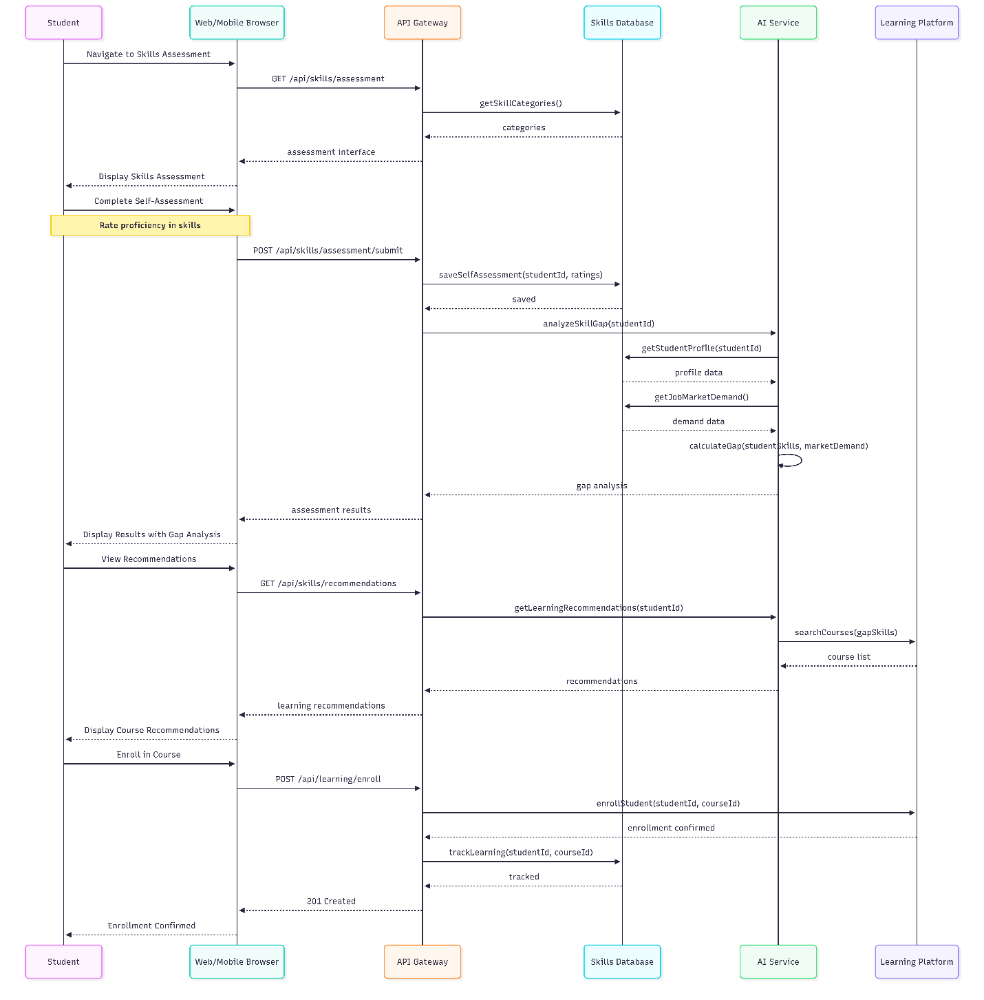 Student
Web/Mobile Browser
API Gateway
Skills Database
AI Service
Learning Platform
Navigate to Skills Assessment
GET /api/skills/assessment
getSkillCategories()
categories
assessment interface
Display Skills Assessment
Complete Self-Assessment
Rate proficiency in skills
POST /api/skills/assessment/submit
saveSelfAssessment(studentId, ratings)
saved
analyzeSkillGap(studentId)
getStudentProfile(studentId)
profile data
getJobMarketDemand()
demand data
calculateGap(studentSkills, marketDemand)
gap analysis
assessment results
Display Results with Gap Analysis
View Recommendations
GET /api/skills/recommendations
getLearningRecommendations(studentId)
searchCourses(gapSkills)
course list
recommendations
learning recommendations
Display Course Recommendations
Enroll in Course
POST /api/learning/enroll
enrollStudent(studentId, courseId)
enrollment confirmed
trackLearning(studentId, courseId)
tracked
201 Created
Enrollment Confirmed
Student
Web/Mobile Browser
API Gateway
Skills Database
AI Service
Learning Platform